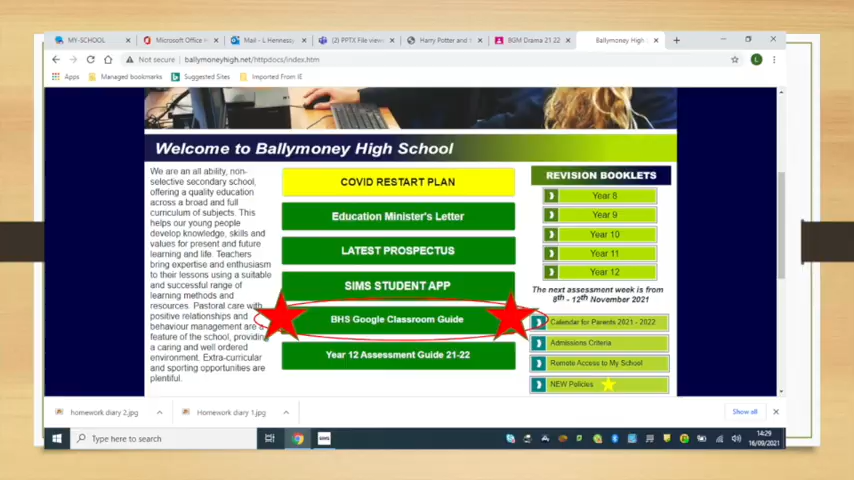 MY-SCHOOL
Microsoft Office H
Mail - L Henness
(2) PPTX File viewe
Harry Potter and
BGM Drama 21 22
Ballymoney High
Not secure | ballymoneyhigh.net/httpdocs/index.htm
L
Apps
Managed bookmarks
Suggested Sites
Imported From IE
Welcome to Ballymoney High School
We are an all ability, non-
selective secondary school,
offering a quality education
across a broad and full
curriculum of subjects. This
helps our young people
develop knowledge, skills and
values for present and future
learning and life. Teachers
bring expertise and enthusiasm
to their lessons using a suitable
and successful range of
learning methods and
resources. Pastoral care with
positive relationships and
behaviour management are a
feature of the school, providing
a caring and well ordered
environment. Extra-curricular
and sporting opportunities are
plentiful.
COVID RESTART PLAN
Education Minister's Letter
LATEST PROSPECTUS
SIMS STUDENT APP
BHS Google Classroom Guide
Year 12 Assessment Guide 21-22
REVISION BOOKLETS
Year 8
Year 9
Year 10
Year 11
Year 12
The next assessment week is from
8th - 12th November 2021
Calendar for Parents 2021 - 2022
Admissions Criteria
Remote Access to My School
NEW Policies
homework diary 2.jpg
Homework diary 1.jpg
Show all
Type here to search
14:29
16/09/2021